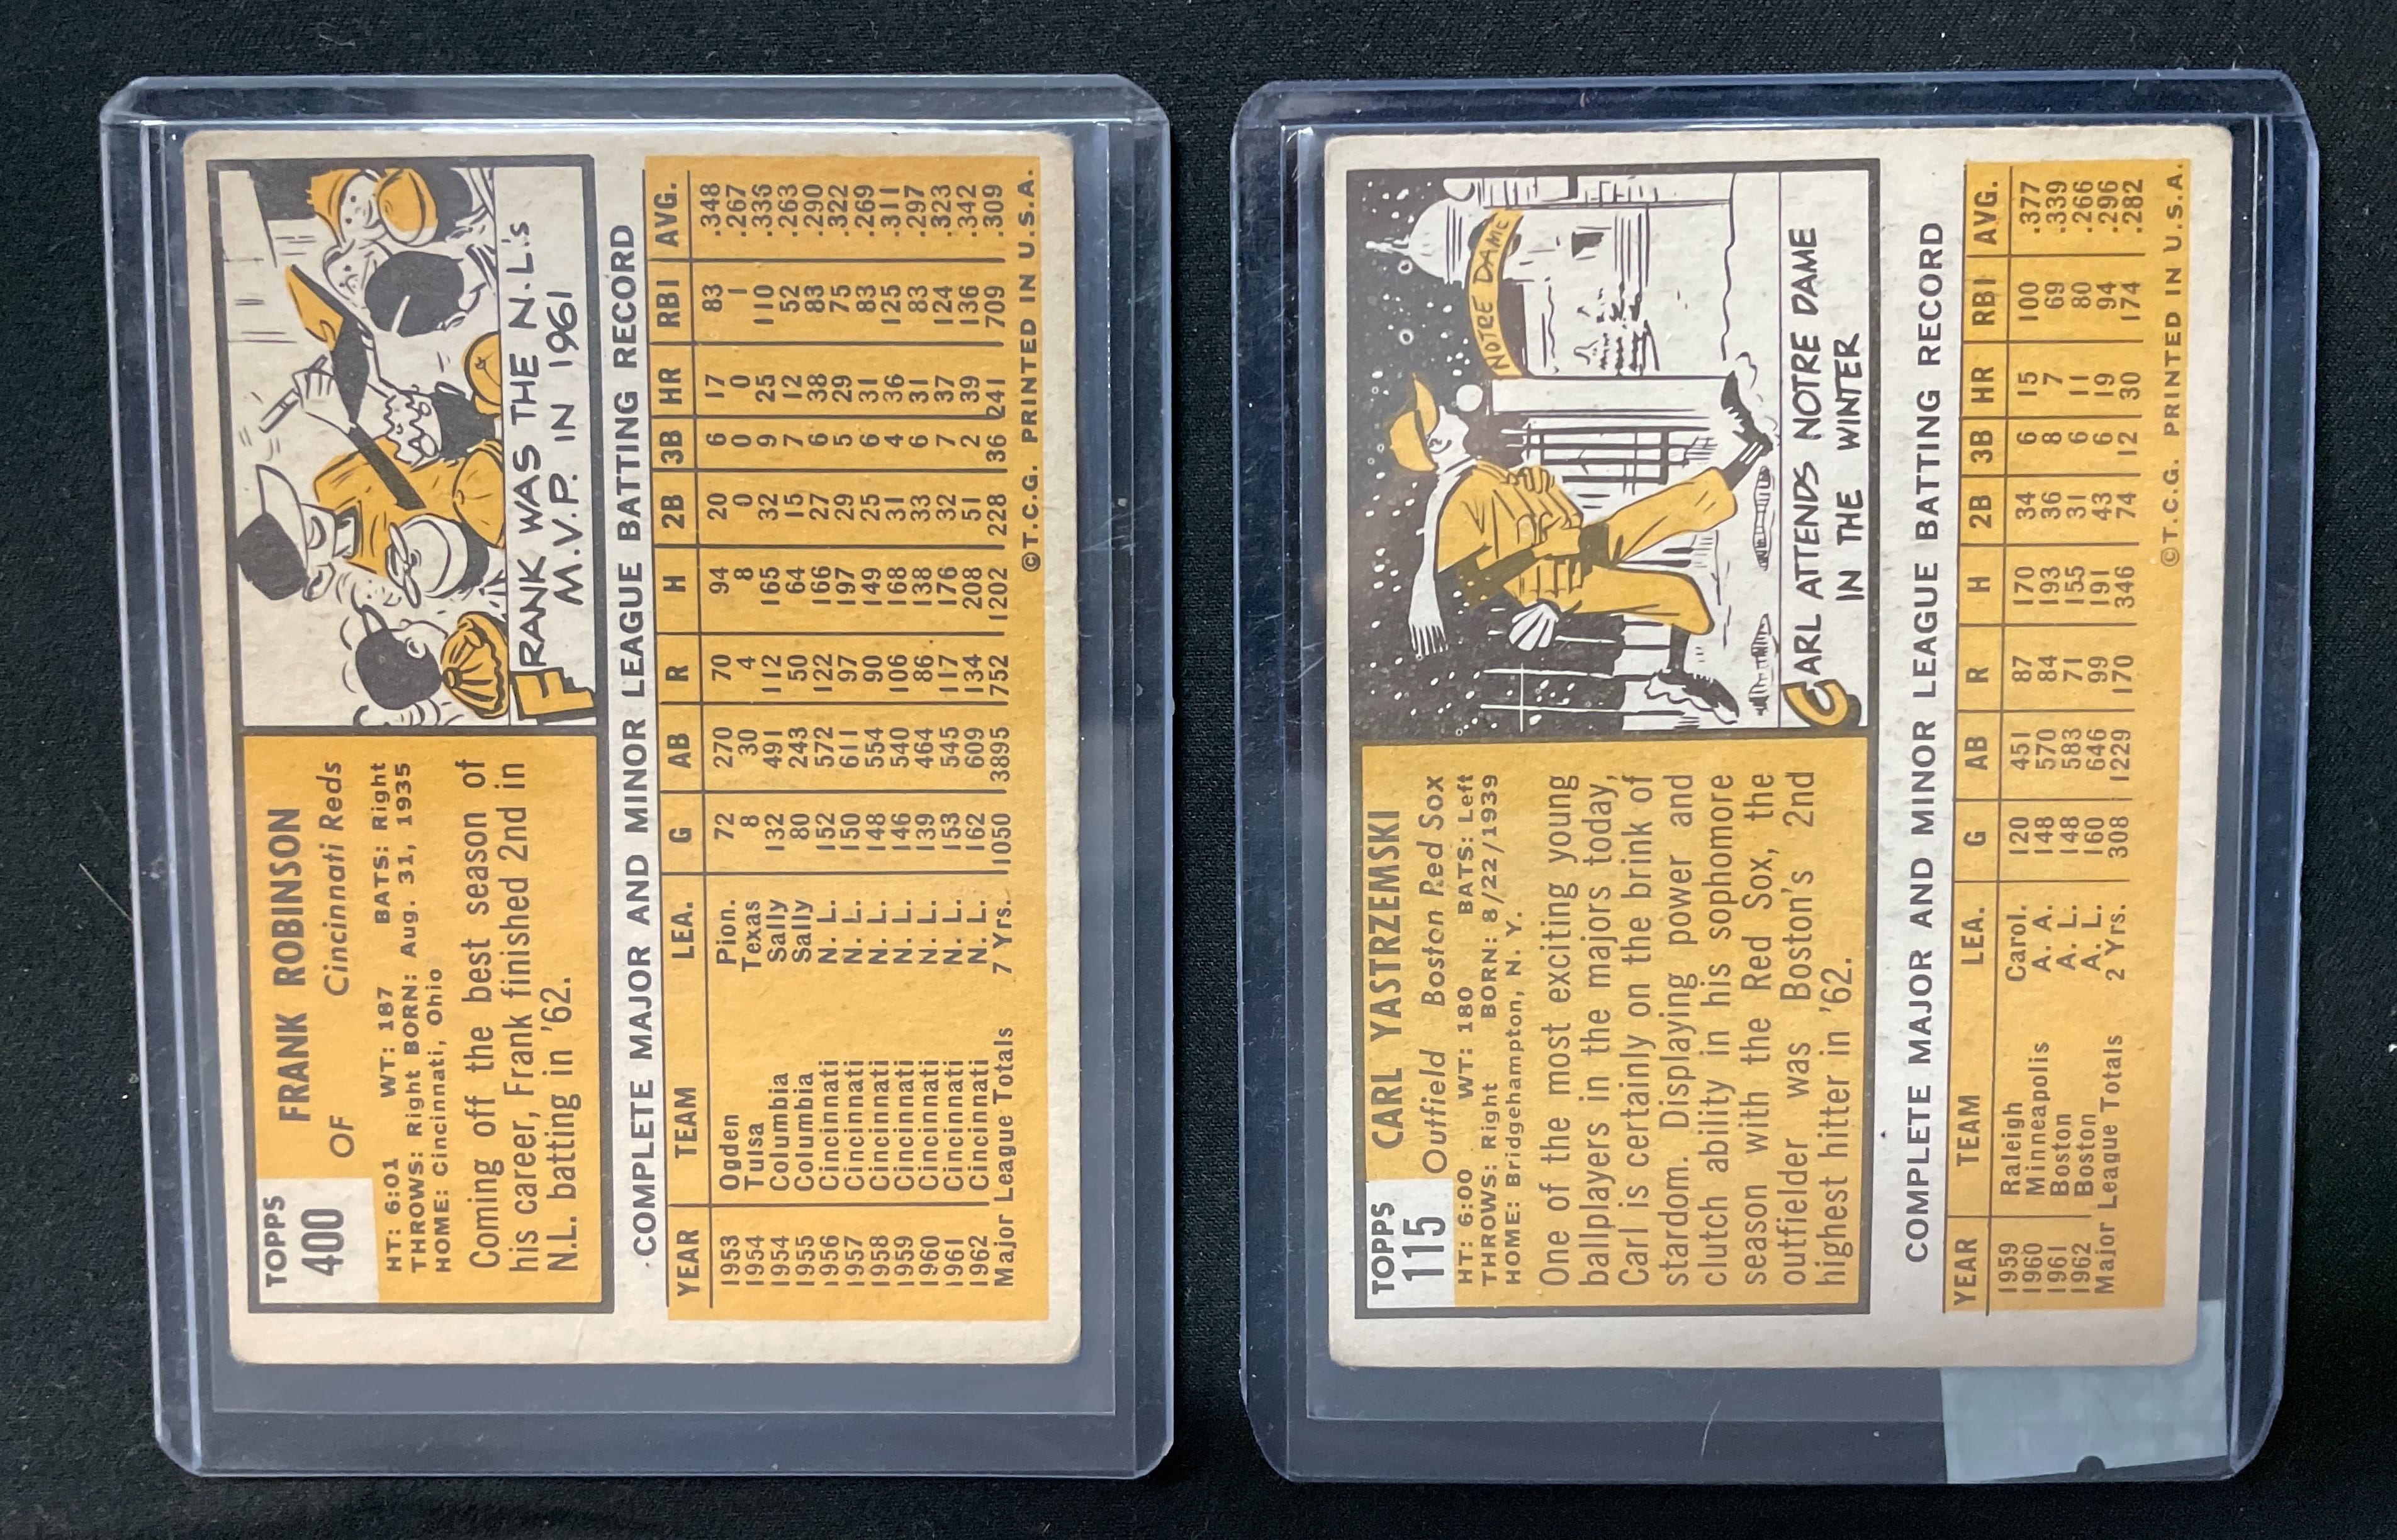 TOPPS
400
FRANK ROBINSON
OF Cincinnati Reds
HT: 6:01 WT: 187 BATS: Right
THROWS: Right BORN: Aug. 31, 1935
HOME: Cincinnati, Ohio
Coming off the best season of
his career, Frank finished 2nd in
N.L. batting in '62.
FRANK WAS THE N.L.'s
M.V.P. IN 1961
COMPLETE MAJOR AND MINOR LEAGUE BATTING RECORD
YEAR TEAM LEA. G AB R H 2B 3B HR RBI AVG.
1953 Ogden Pion. 72 270 70 94 20 6 17 83 .348
1954 Tulsa Texas 8 30 4 8 0 0 0 1 .267
1954 Columbia Sally 132 491 112 165 32 9 25 110 .336
1955 Columbia Sally 80 243 50 64 15 7 12 52 .263
1956 Cincinnati N. L. 152 572 122 166 27 6 38 83 .290
1957 Cincinnati N. L. 150 611 97 197 29 5 29 75 .322
1958 Cincinnati N. L. 148 554 90 149 25 6 31 83 .269
1959 Cincinnati N. L. 146 540 106 168 31 4 36 125 .311
1960 Cincinnati N. L. 139 464 86 138 33 6 31 83 .297
1961 Cincinnati N. L. 153 545 117 176 32 7 37 124 .323
1962 Cincinnati N. L. 162 609 134 208 51 2 39 136 .342
Major League Totals 7 Yrs. 1050 3895 752 1202 228 36 241 709 .309
©T.C.G. PRINTED IN U.S.A.
TOPPS
115
CARL YASTRZEMSKI
Outfield Boston Red Sox
HT: 6:00 WT: 180 BATS: Left
THROWS: Right BORN: 8/22/1939
HOME: Bridgehampton, N. Y.
One of the most exciting young
ballplayers in the majors today,
Carl is certainly on the brink of
stardom. Displaying power and
clutch ability in his sophomore
season with the Red Sox, the
outfielder was Boston's 2nd
highest hitter in '62.
NOTRE DAME
CARL ATTENDS NOTRE DAME
IN THE WINTER
COMPLETE MAJOR AND MINOR LEAGUE BATTING RECORD
YEAR TEAM LEA. G AB R H 2B 3B HR RBI AVG.
1959 Raleigh Carol. 120 451 87 170 34 6 15 100 .377
1960 Minneapolis A. A. 148 570 84 193 36 8 7 69 .339
1961 Boston A. L. 148 583 71 155 31 6 11 80 .266
1962 Boston A. L. 160 646 99 191 43 6 19 94 .296
Major League Totals 2 Yrs. 308 1229 170 346 74 12 30 174 .282
©T.C.G. PRINTED IN U.S.A.